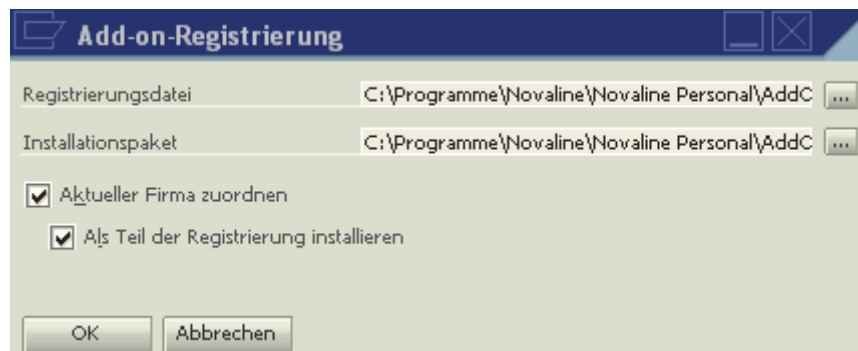 Add-on-Registrierung
Registrierungsdatei C:\Programme\Novaline\Novaline Personal\AddC ...
Installationspaket C:\Programme\Novaline\Novaline Personal\AddC ...
Aktueller Firma zuordnen
Als Teil der Registrierung installieren
OK Abbrechen